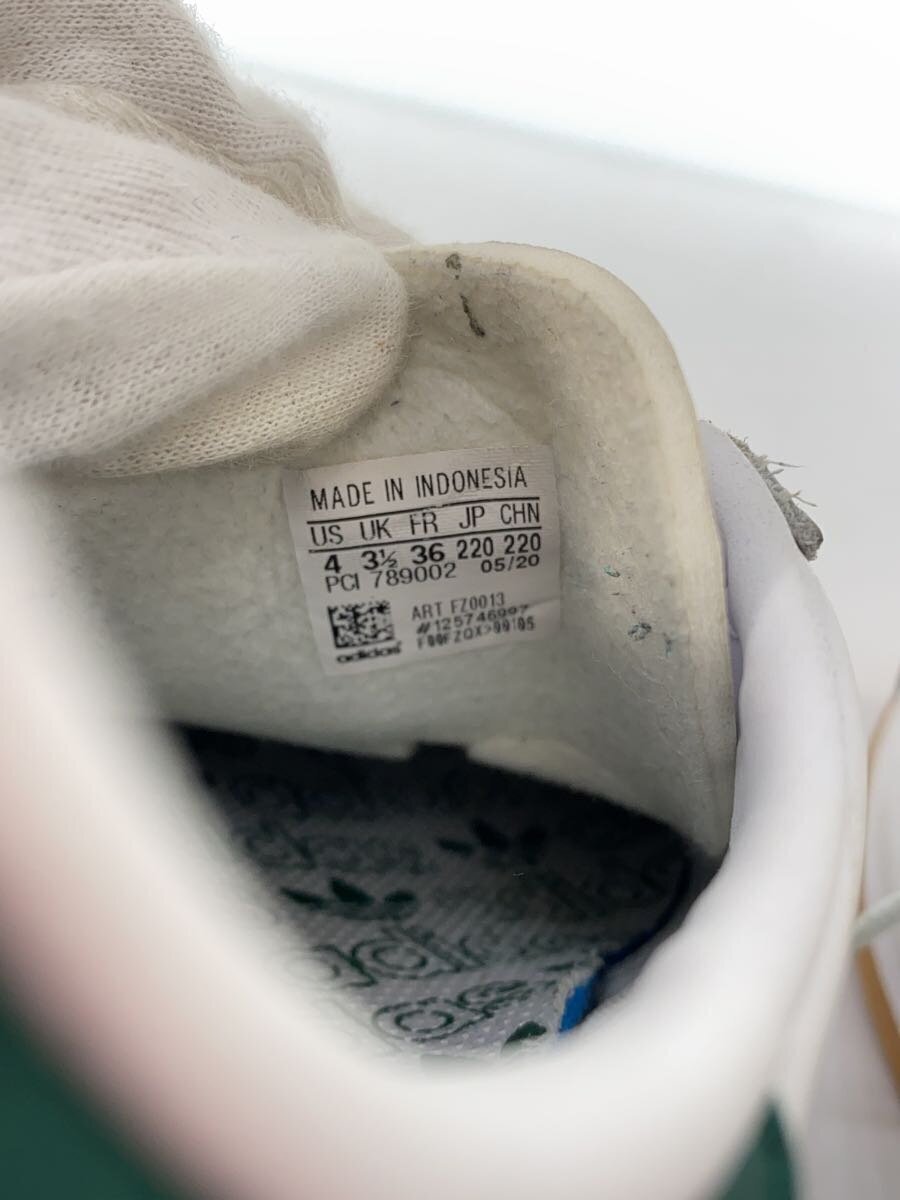 MADE IN INDONESIA
US UK FR JP CHN
4 3½ 36 220 220
PCI 789002 05/20
ART FZ0013
#125746997
adidas